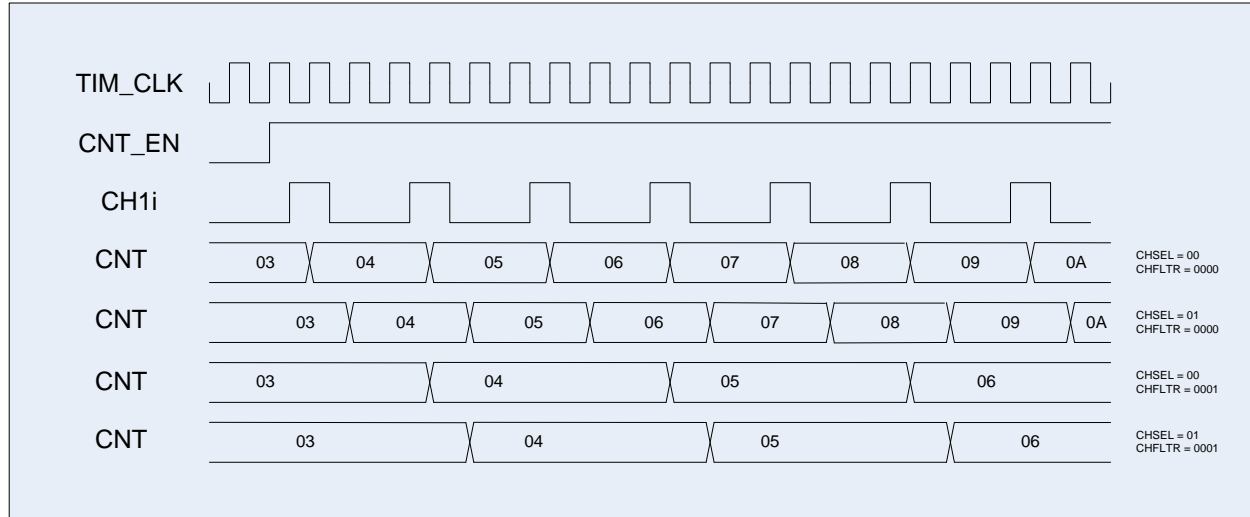 TIM_CLK
CNT_EN
CH1i
CNT 03 04 05 06 07 08 09 0A CHSEL = 00
CHFLTR = 0000
CNT 03 04 05 06 07 08 09 0A CHSEL = 01
CHFLTR = 0000
CNT 03 04 05 06 CHSEL = 00
CHFLTR = 0001
CNT 03 04 05 06 CHSEL = 01
CHFLTR = 0001